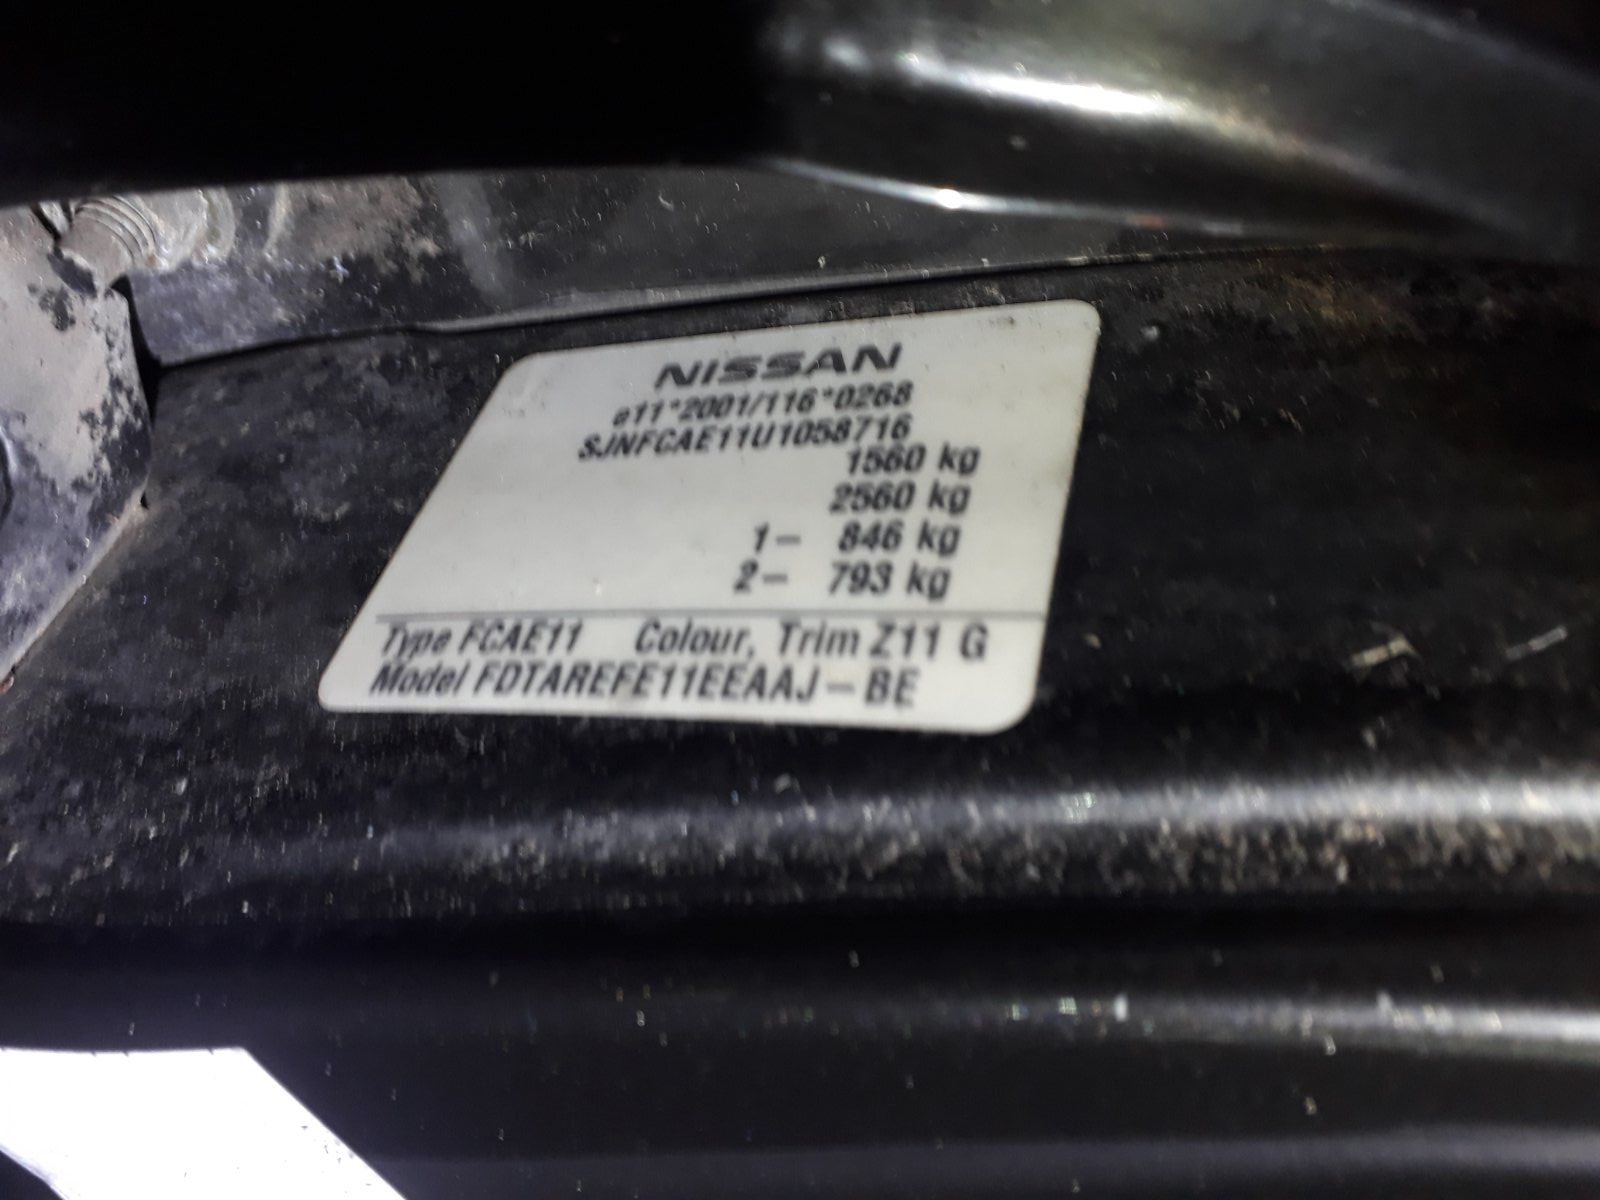 NISSAN
e11*2001/116*0268
SJNFCAE11U1058716
1560 kg
2560 kg
1- 846 kg
2- 793 kg
Type FCAE11 Colour, Trim Z11 G
Model FDTAREFE11EEAAJ-BE